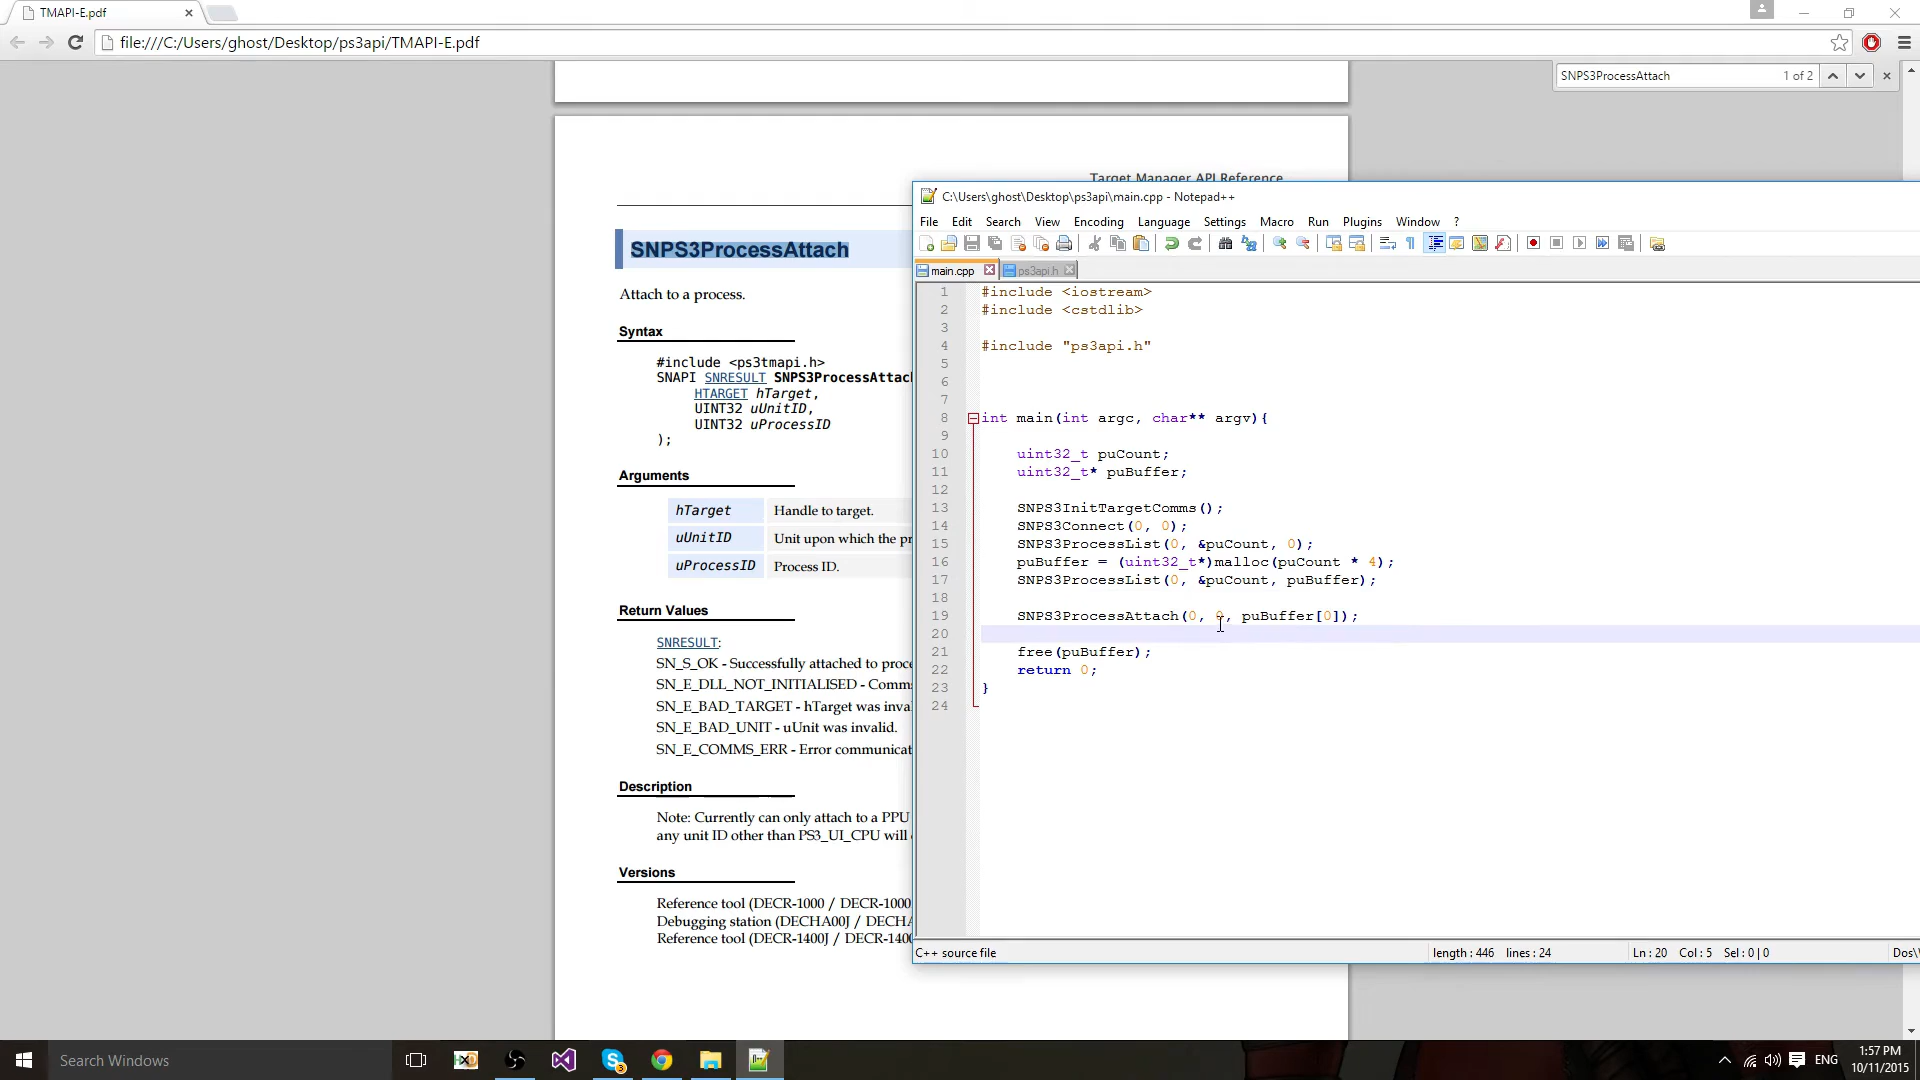 TMAPI-E.pdf
file:///C:/Users/ghost/Desktop/ps3api/TMAPI-E.pdf
SNPS3ProcessAttach 1 of 2
Target Manager API Reference
SNPS3ProcessAttach
Attach to a process.
Syntax
#include <ps3tmapi.h>
SNAPI SNRESULT SNPS3ProcessAttach
HTARGET hTarget,
UINT32 uUnitID,
UINT32 uProcessID
);
Arguments
hTarget Handle to target.
uUnitID Unit upon which the pr
uProcessID Process ID.
Return Values
SNRESULT:
SN_S_OK - Successfully attached to proce
SN_E_DLL_NOT_INITIALISED - Comms
SN_E_BAD_TARGET - hTarget was inva
SN_E_BAD_UNIT - uUnit was invalid.
SN_E_COMMS_ERR - Error communicat
Description
Note: Currently can only attach to a PPU
any unit ID other than PS3_UI_CPU will
Versions
Reference tool (DECR-1000 / DECR-1000
Debugging station (DECHA00J / DECHA
Reference tool (DECR-1400J / DECR-1400
C:\Users\ghost\Desktop\ps3api\main.cpp - Notepad++
File Edit Search View Encoding Language Settings Macro Run Plugins Window ?
main.cpp ps3api.h
1 #include <iostream>
2 #include <cstdlib>
3
4 #include "ps3api.h"
5
6
7
8 int main(int argc, char** argv){
9
10 uint32_t puCount;
11 uint32_t* puBuffer;
12
13 SNPS3InitTargetComms();
14 SNPS3Connect(0, 0);
15 SNPS3ProcessList(0, &puCount, 0);
16 puBuffer = (uint32_t*)malloc(puCount * 4);
17 SNPS3ProcessList(0, &puCount, puBuffer);
18
19 SNPS3ProcessAttach(0, 0, puBuffer[0]);
20
21 free(puBuffer);
22 return 0;
23 }
24
C++ source file length : 446 lines : 24 Ln : 20 Col : 5 Sel : 0 | 0 Dos\
Search Windows
3
ENG
1:57 PM
10/11/2015